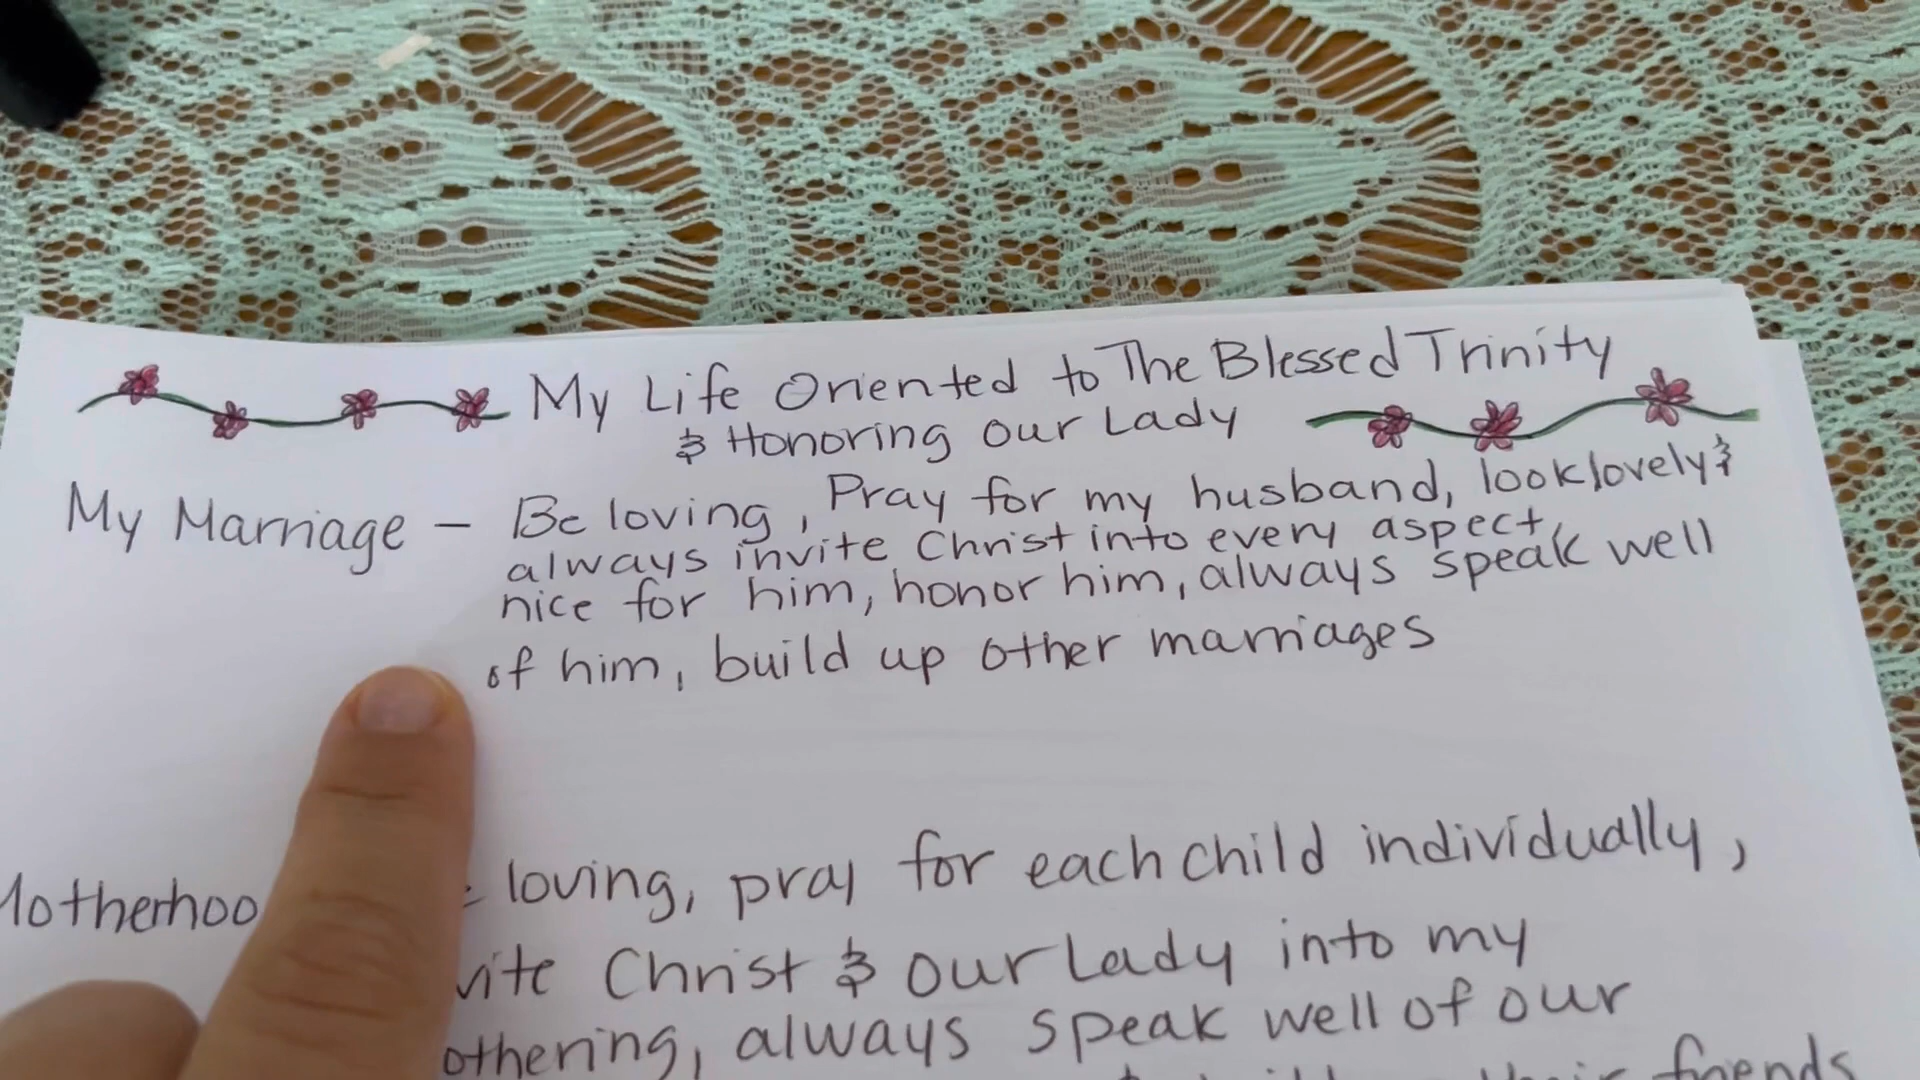 My Life Oriented to The Blessed Trinity
& Honoring Our Lady
My Marriage - Be loving, Pray for my husband, look lovely &
always invite Christ into every aspect,
nice for him, honor him, always speak well
of him, build up other marriages
loving, pray for each child individually,
Christ & Our Lady into my
always speak well of our
friends